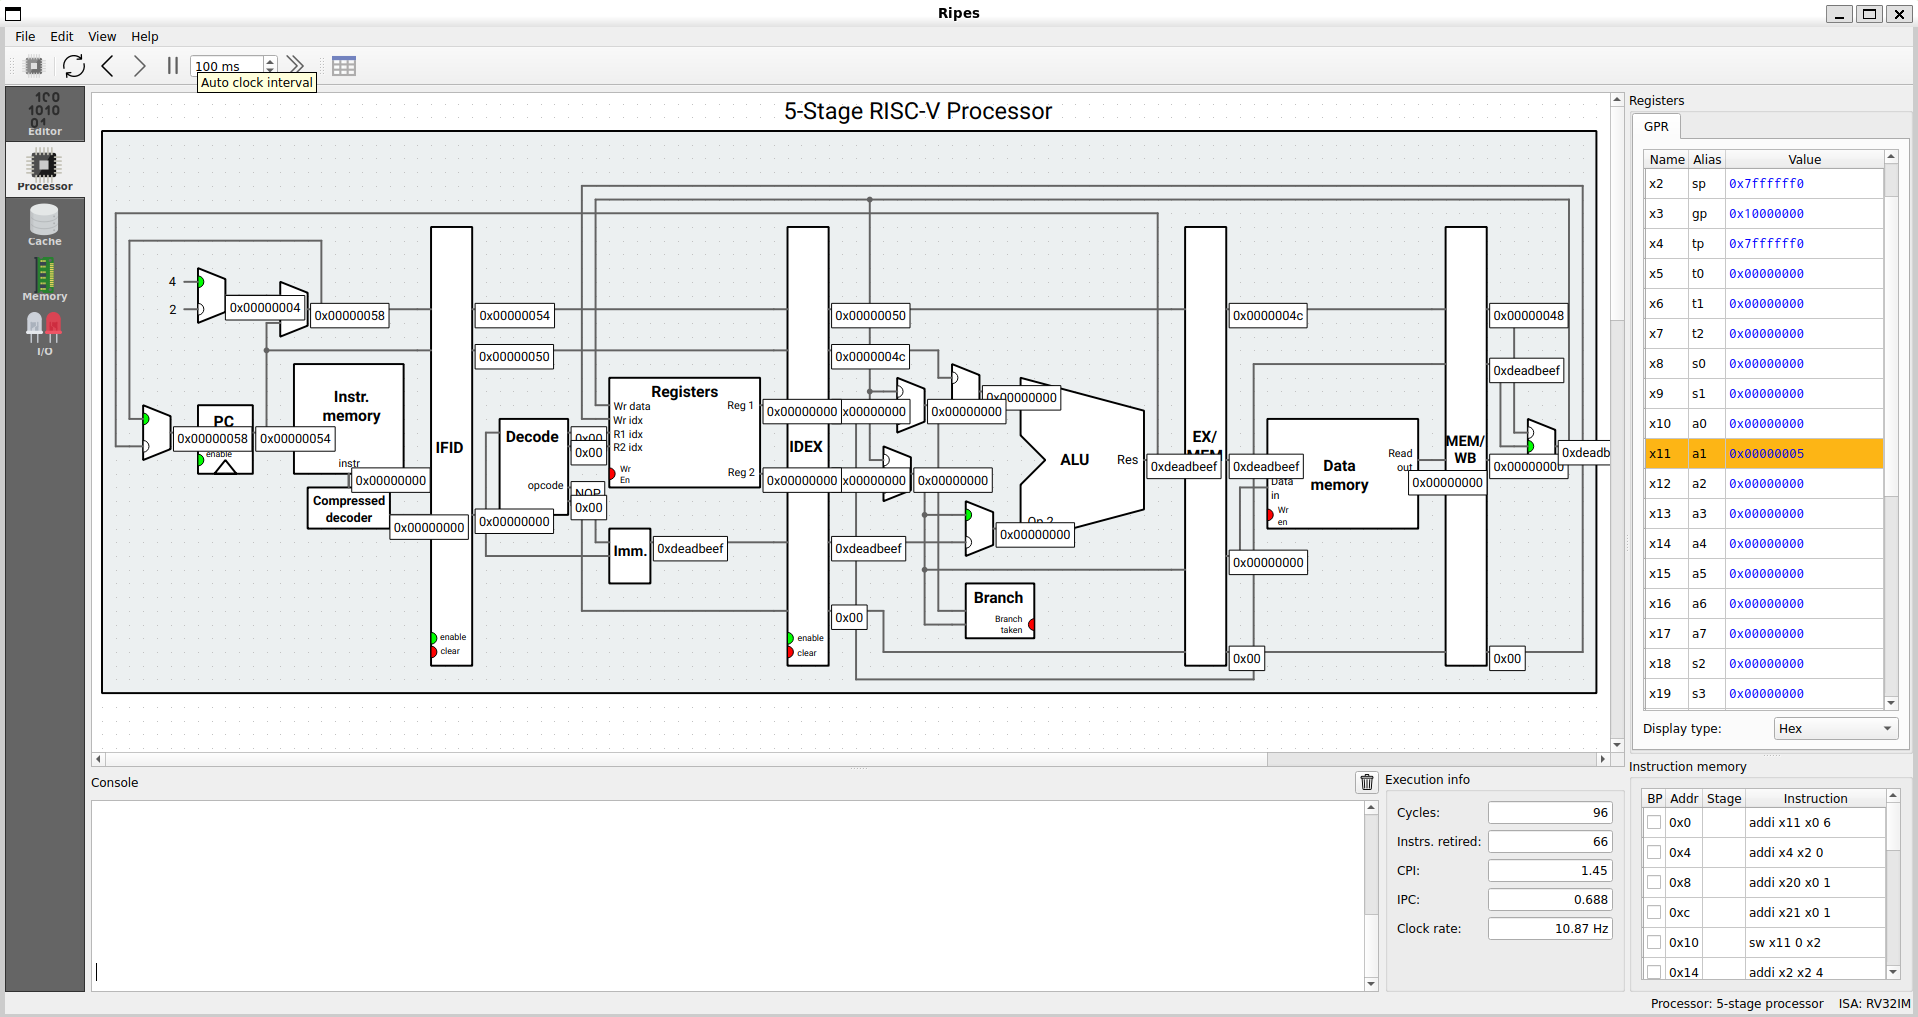 Ripes
File Edit View Help
100 ms
Auto clock interval
Editor
Processor
Cache
Memory
I/O
5-Stage RISC-V Processor
4
2
0x00000004
0x00000058
0x00000054
0x00000050
0x0000004c
0x00000048
0x00000050
0x0000004c
0xdeadbeef
Instr.
memory
instr
PC
enable
0x00000058
0x00000054
0x00000000
Compressed
decoder
0x00000000
IFID
enable
clear
Decode
opcode
0x00000000
0x00
0x00
NOP
0x00
Registers
Wr data
Wr idx
R1 idx
R2 idx
Wr
En
Reg 1
Reg 2
0x00000000
0x00000000
Imm.
0xdeadbeef
IDEX
enable
clear
x00000000
x00000000
0xdeadbeef
0x00
0x00000000
0x00000000
0x00000000
0x00000000
ALU
Res
Op 2
Branch
Branch
taken
EX/
MEM
0xdeadbeef
0xdeadbeef
0x00000000
0x00
Data
memory
Data
in
Wr
en
Read
out
0x00000000
MEM/
WB
0x00000000
0xdeadb
0x00
Registers
GPR
Name Alias Value
x2 sp 0x7ffffff0
x3 gp 0x10000000
x4 tp 0x7ffffff0
x5 t0 0x00000000
x6 t1 0x00000000
x7 t2 0x00000000
x8 s0 0x00000000
x9 s1 0x00000000
x10 a0 0x00000000
x11 a1 0x00000005
x12 a2 0x00000000
x13 a3 0x00000000
x14 a4 0x00000000
x15 a5 0x00000000
x16 a6 0x00000000
x17 a7 0x00000000
x18 s2 0x00000000
x19 s3 0x00000000
Display type: Hex
Console
Execution info
Cycles: 96
Instrs. retired: 66
CPI: 1.45
IPC: 0.688
Clock rate: 10.87 Hz
Instruction memory
BP Addr Stage Instruction
0x0 addi x11 x0 6
0x4 addi x4 x2 0
0x8 addi x20 x0 1
0xc addi x21 x0 1
0x10 sw x11 0 x2
0x14 addi x2 x2 4
Processor: 5-stage processor ISA: RV32IM